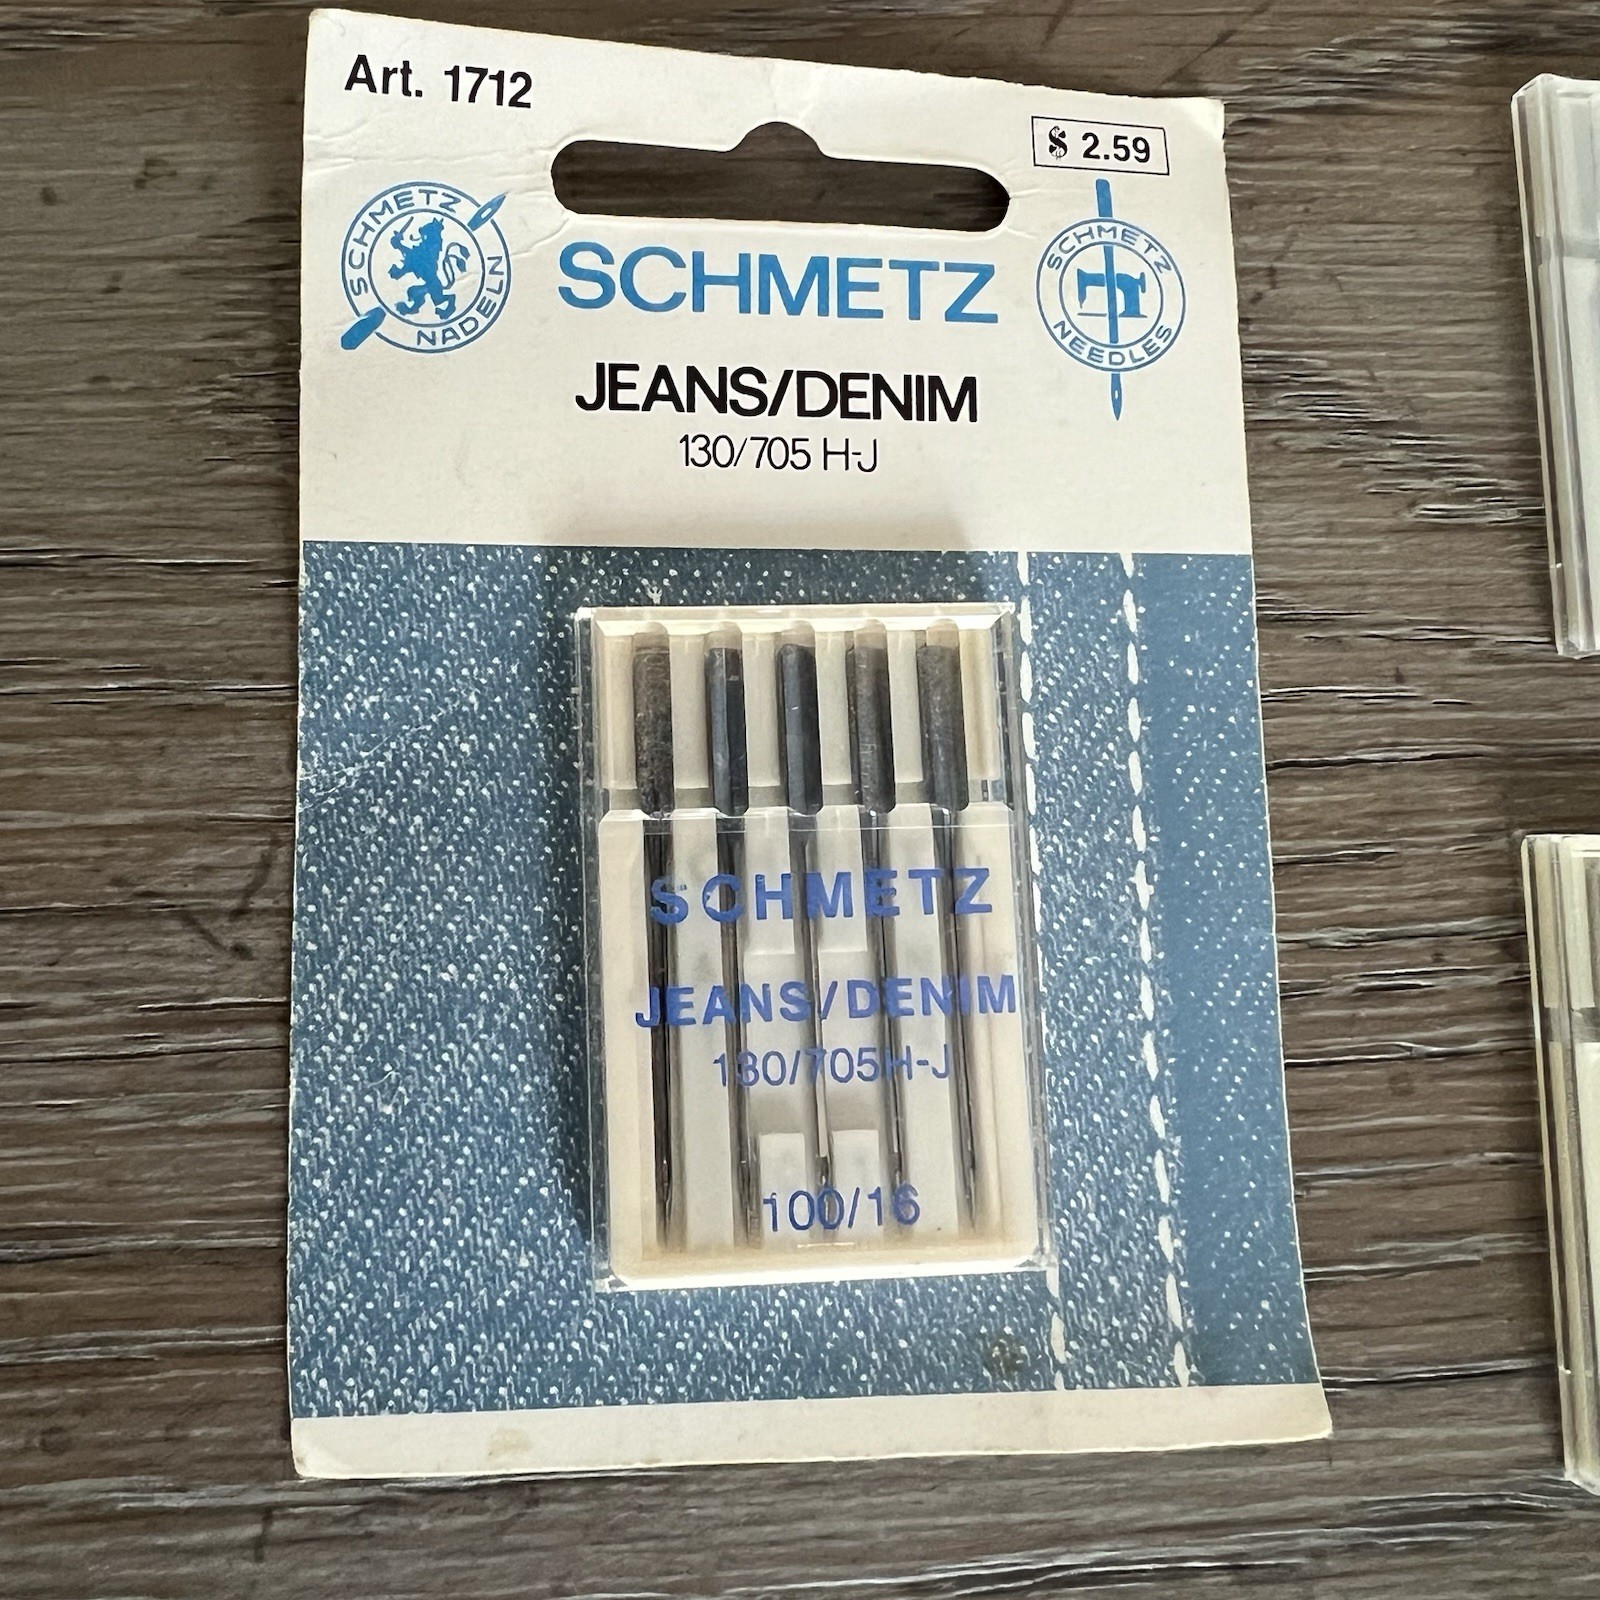 Art. 1712
$ 2.59
SCHMETZ
NADELN
SCHMETZ
SCHMETZ
NEEDLES
JEANS/DENIM
130/705 H-J
SCHMETZ
JEANS/DENIM
130/705H-J
100/16